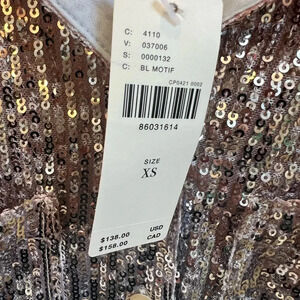 C: 4110
V: 037006
S: 0000132
C: BL MOTIF
CP0421 0002
86031614
SIZE
XS
$138.00 USD
$158.00 CAD